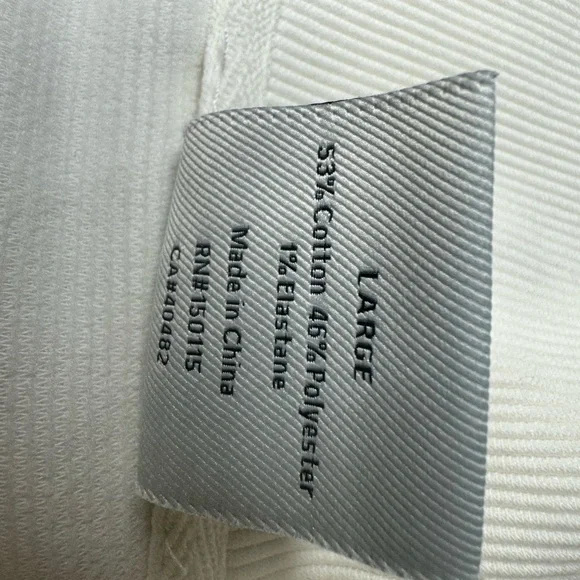 LARGE
53% Cotton 46% Polyester
1% Elastane
Made in China
RN#150115
CA#40482